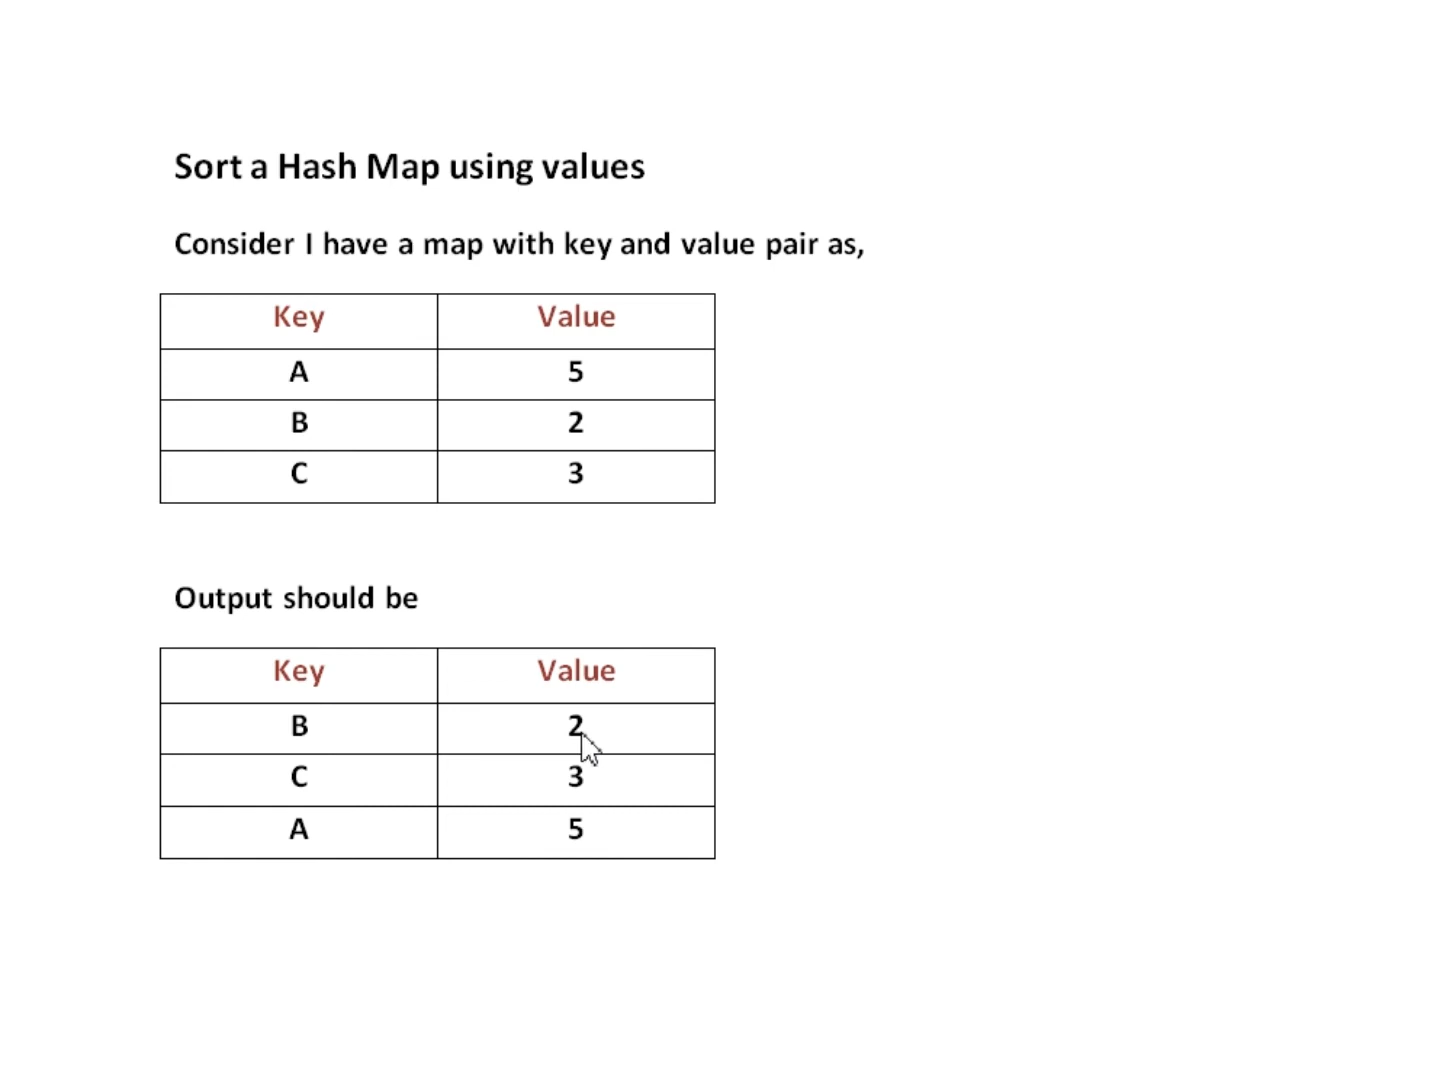 Sort a Hash Map using values
Consider I have a map with key and value pair as,
Key Value
A 5
B 2
C 3
Output should be
Key Value
B 2
C 3
A 5